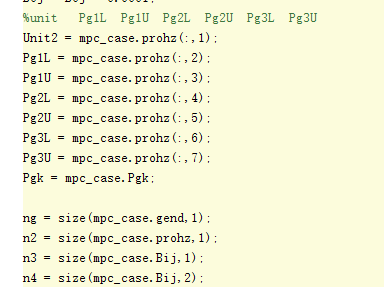 %unit   Pg1L  Pg1U  Pg2L  Pg2U  Pg3L  Pg3U
Unit2 = mpc_case.prohz(:,1);
Pg1L = mpc_case.prohz(:,2);
Pg1U = mpc_case.prohz(:,3);
Pg2L = mpc_case.prohz(:,4);
Pg2U = mpc_case.prohz(:,5);
Pg3L = mpc_case.prohz(:,6);
Pg3U = mpc_case.prohz(:,7);
Pgk = mpc_case.Pgk;
ng = size(mpc_case.gend,1);
n2 = size(mpc_case.prohz,1);
n3 = size(mpc_case.Bij,1);
n4 = size(mpc_case.Bij,2);